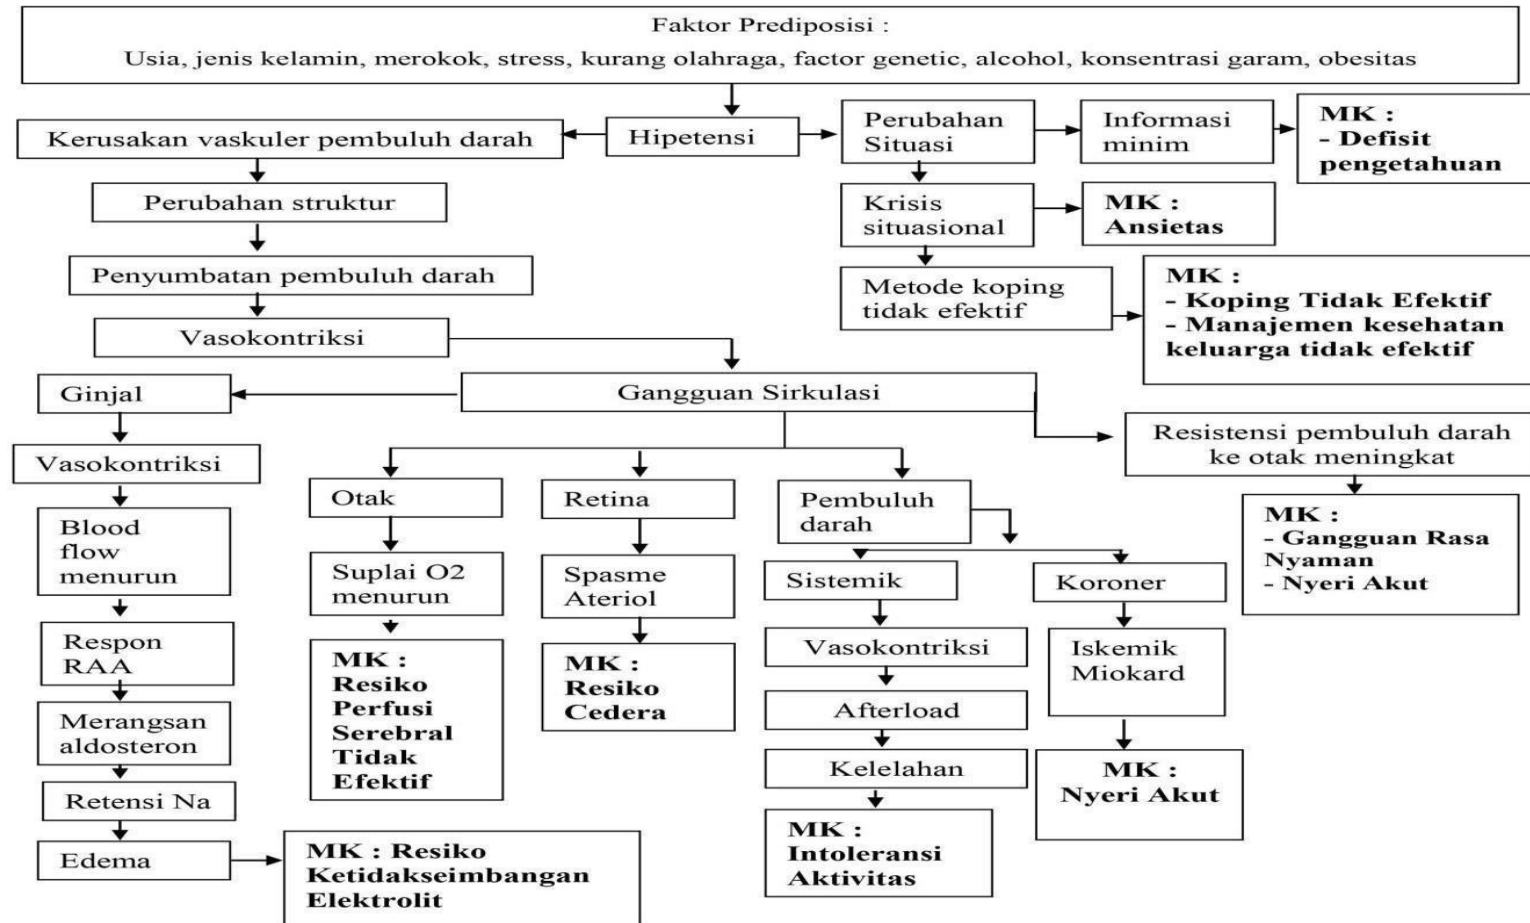 Faktor Prediposisi :
Usia, jenis kelamin, merokok, stress, kurang olahraga, factor genetic, alcohol, konsentrasi garam, obesitas
Kerusakan vaskuler pembuluh darah
Hipetensi
Perubahan
Situasi
Informasi
minim
MK :
- Defisit
pengetahuan
Perubahan struktur
Krisis
situasional
MK :
Ansietas
Penyumbatan pembuluh darah
Metode koping
tidak efektif
MK :
- Koping Tidak Efektif
- Manajemen kesehatan
keluarga tidak efektif
Vasokontriksi
Ginjal
Gangguan Sirkulasi
Resistensi pembuluh darah
ke otak meningkat
Vasokontriksi
Otak
Retina
Pembuluh
darah
MK :
- Gangguan Rasa
Nyaman
- Nyeri Akut
Blood
flow
menurun
Suplai O2
menurun
Spasme
Ateriol
Sistemik
Koroner
Respon
RAA
MK :
Resiko
Perfusi
Serebral
Tidak
Efektif
MK :
Resiko
Cedera
Vasokontriksi
Iskemik
Miokard
Merangsan
aldosteron
Afterload
Retensi Na
Kelelahan
MK :
Nyeri Akut
Edema
MK : Resiko
Ketidakseimbangan
Elektrolit
MK :
Intoleransi
Aktivitas